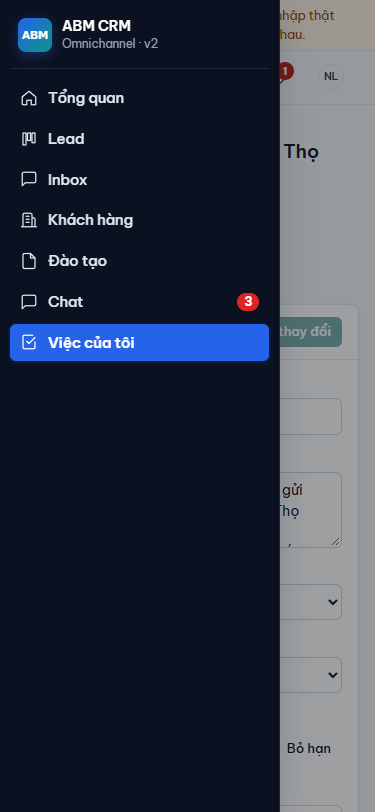 ABM
ABM CRM
Omnichannel · v2
nhập thật
hau.
1
NL
Tổng quan
Lead
Thọ
Inbox
Khách hàng
Đào tạo
Chat
3
thay đổi
Việc của tôi
gửi
Thọ
Bỏ hạn